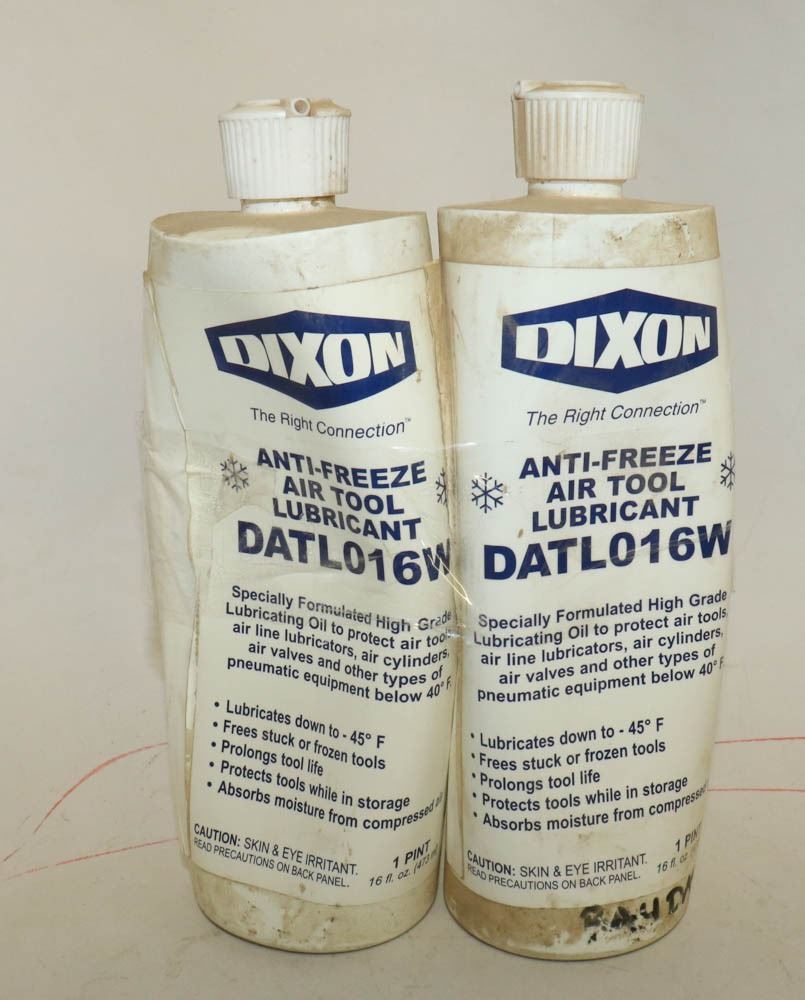 DIXON
The Right Connection™
ANTI-FREEZE
AIR TOOL
LUBRICANT
DATL016W
Specially Formulated High Grade
Lubricating Oil to protect air tools,
air line lubricators, air cylinders,
air valves and other types of
pneumatic equipment below 40° F.
• Lubricates down to - 45° F
• Frees stuck or frozen tools
• Prolongs tool life
• Protects tools while in storage
• Absorbs moisture from compressed air
CAUTION: SKIN & EYE IRRITANT.
READ PRECAUTIONS ON BACK PANEL.
1 PINT
16 fl. oz. (473
DIXON
The Right Connection™
ANTI-FREEZE
AIR TOOL
LUBRICANT
DATL016W
Specially Formulated High Grade
Lubricating Oil to protect air tools,
air line lubricators, air cylinders,
air valves and other types of
pneumatic equipment below 40° F
• Lubricates down to - 45° F
• Frees stuck or frozen tools
• Prolongs tool life
• Protects tools while in storage
• Absorbs moisture from compressed
CAUTION: SKIN & EYE IRRITANT.
READ PRECAUTIONS ON BACK PANEL.
1 PINT
16 fl. oz.